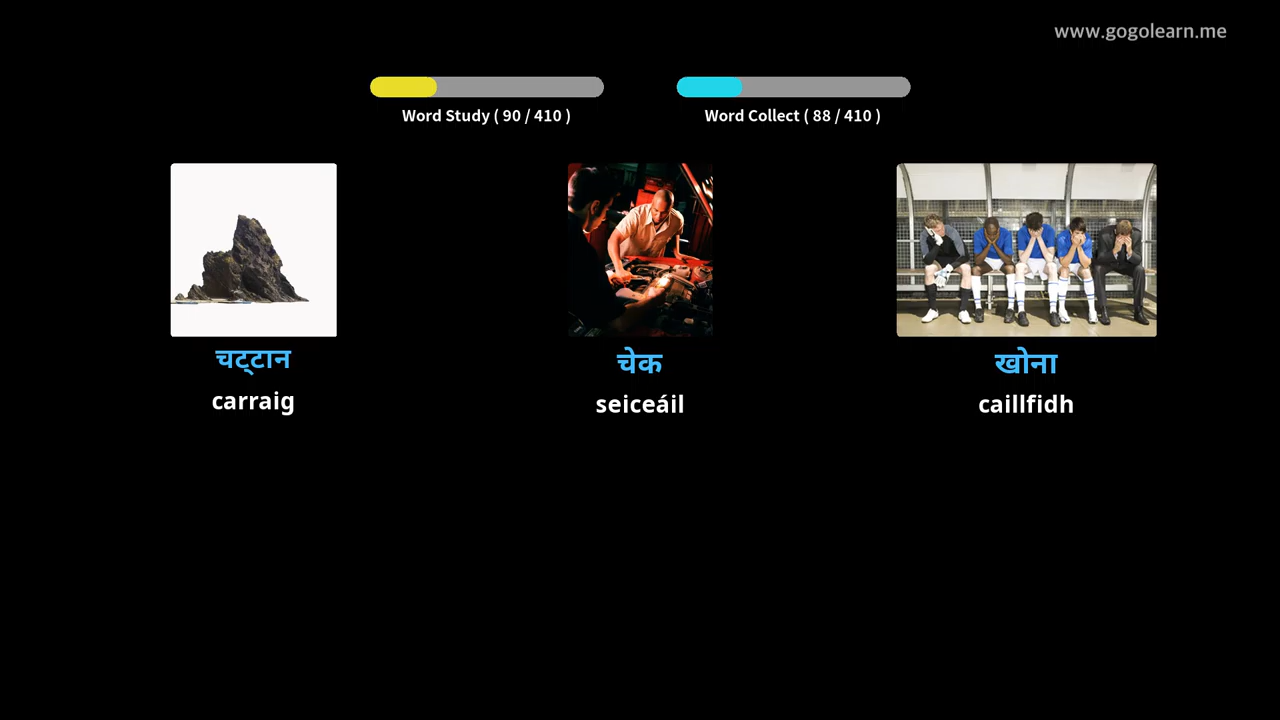 www.gogolearn.me
Word Study ( 90 / 410 )
Word Collect ( 88 / 410 )
चट्टान
चेक
खोना
carraig
seiceáil
caillfidh